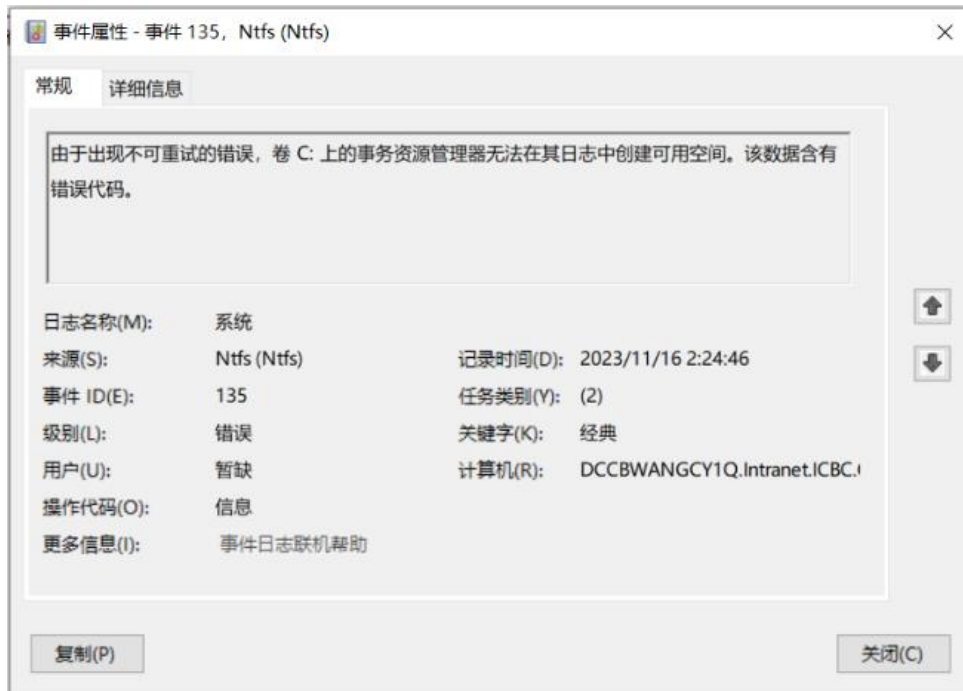 事件属性 - 事件 135, Ntfs (Ntfs)
常规 详细信息
由于出现不可重试的错误，卷 C: 上的事务资源管理器无法在其日志中创建可用空间。该数据含有
错误代码。
日志名称(M): 系统
来源(S): Ntfs (Ntfs) 记录时间(D): 2023/11/16 2:24:46
事件 ID(E): 135 任务类别(Y): (2)
级别(L): 错误 关键字(K): 经典
用户(U): 暂缺 计算机(R): DCCBWANGCY1Q.Intranet.ICBC.
操作代码(O): 信息
更多信息(I): 事件日志联机帮助
复制(P) 关闭(C)